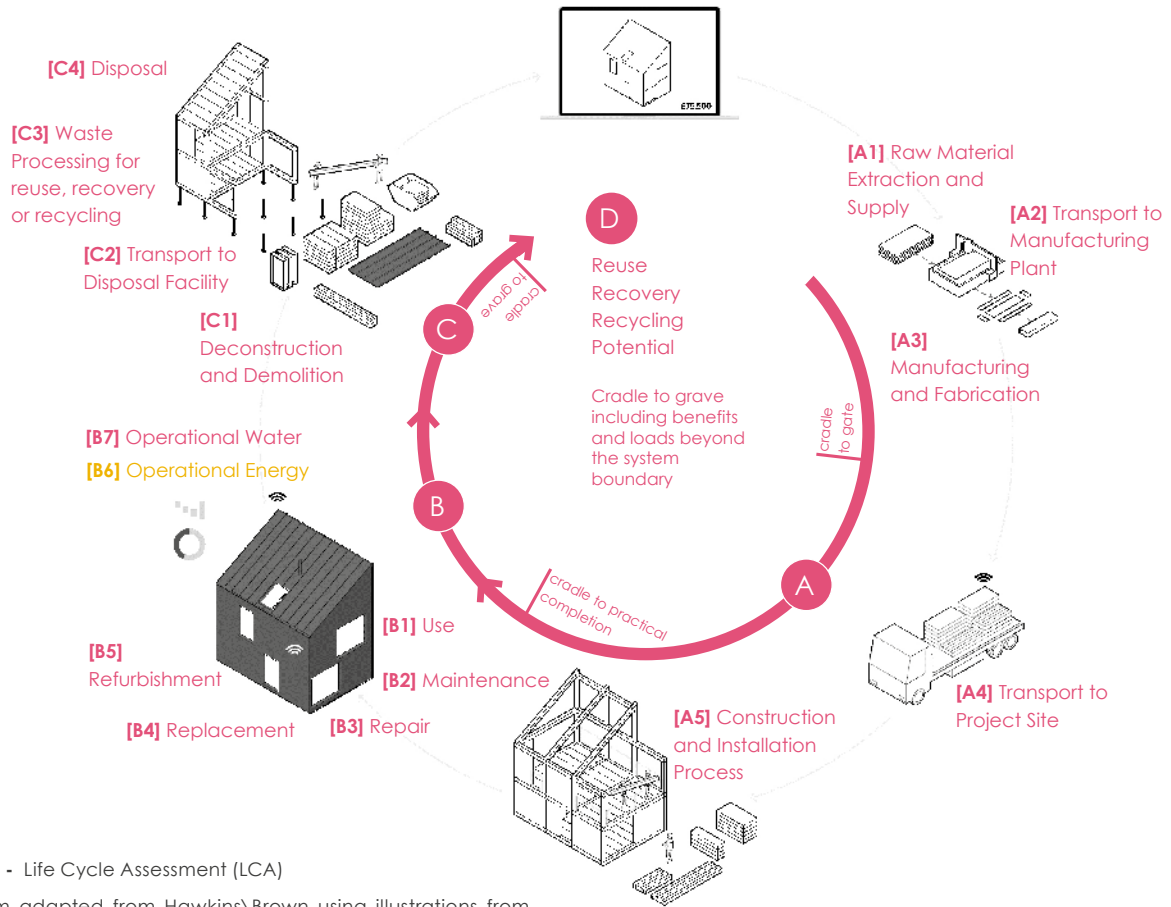 [C4] Disposal
£75,500
[C3] Waste
Processing for
reuse, recovery
or recycling
[C2] Transport to
Disposal Facility
[C1]
Deconstruction
and Demolition
[A1] Raw Material
Extraction and
Supply
[A2] Transport to
Manufacturing
Plant
[A3]
Manufacturing
and Fabrication
D
Reuse
Recovery
Recycling
Potential
Cradle to grave
including benefits
and loads beyond
the system
boundary
cradle
to grave
C
cradle
to gate
[B7] Operational Water
[B6] Operational Energy
B
A
cradle to practical
completion
[B1] Use
[B5]
Refurbishment
[B2] Maintenance
[B4] Replacement
[B3] Repair
[A4] Transport to
Project Site
[A5] Construction
and Installation
Process
- Life Cycle Assessment (LCA)
adapted from Hawkins\Brown using illustrations from